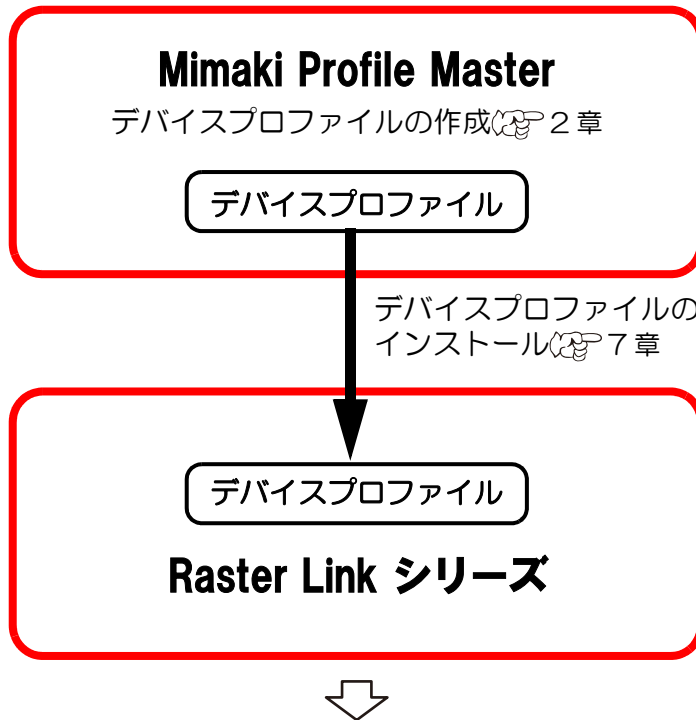 Mimaki Profile Master
デバイスプロファイルの作成☞２章
デバイスプロファイル
デバイスプロファイルの
インストール☞７章
デバイスプロファイル
Raster Link シリーズ